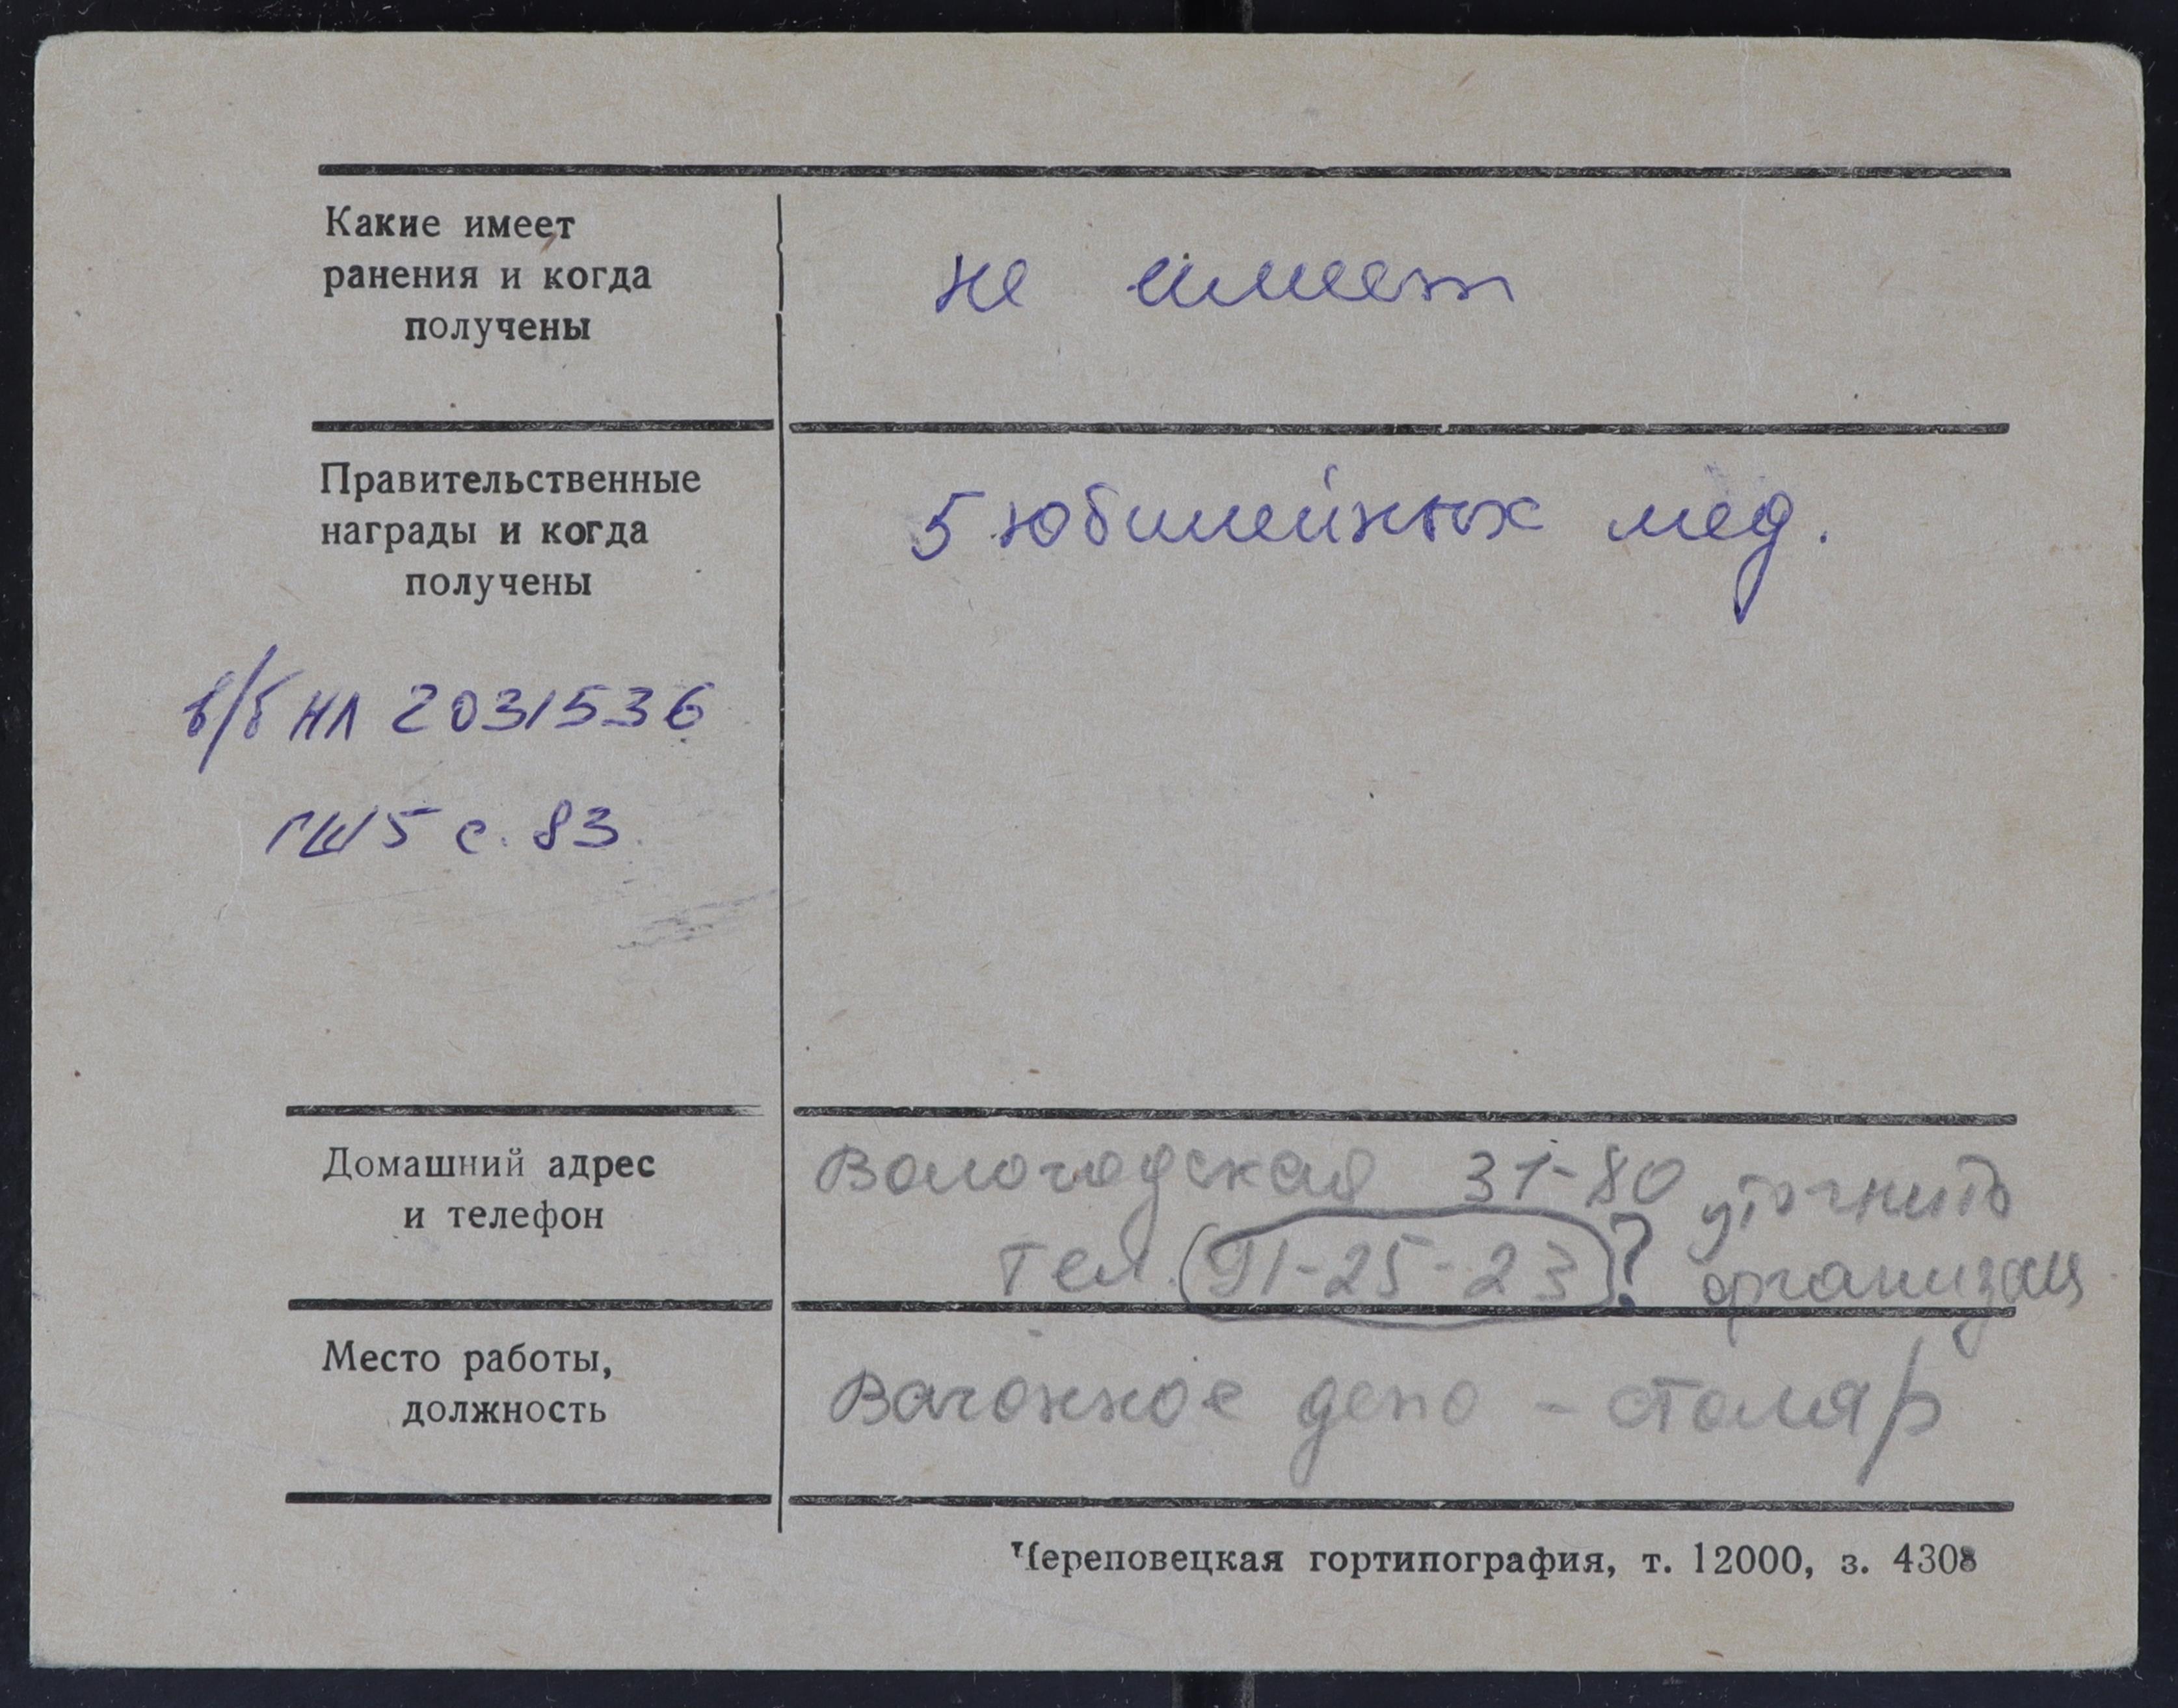 Какие имеет
ранения и когда
получены
не имеет
Правительственные
награды и когда
получены
5 юбилейных мед.
в/б НЛ 2031536
ГШ5 с. 83
Домашний адрес
и телефон
Вологодская 31-80 уточнить
тел. 91-25-23 ? организац
Место работы,
должность
Вагонное депо - столяр
Череповецкая гортипография, т. 12000, з. 4308